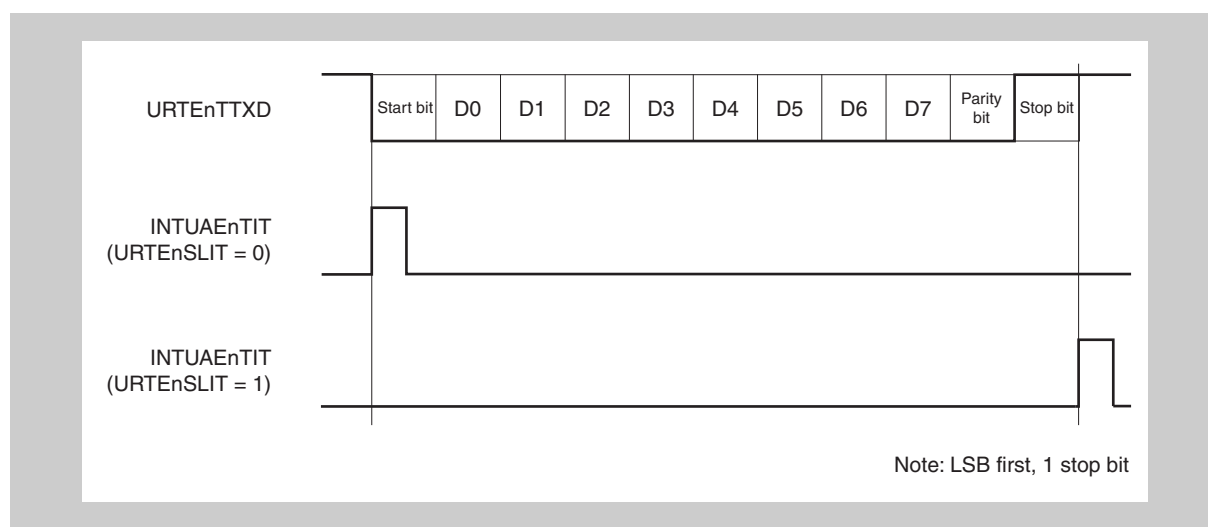 URTEnTTXD
Start bit D0 D1 D2 D3 D4 D5 D6 D7 Parity bit Stop bit
INTUAEnTIT
(URTEnSLIT = 0)
INTUAEnTIT
(URTEnSLIT = 1)
Note: LSB first, 1 stop bit